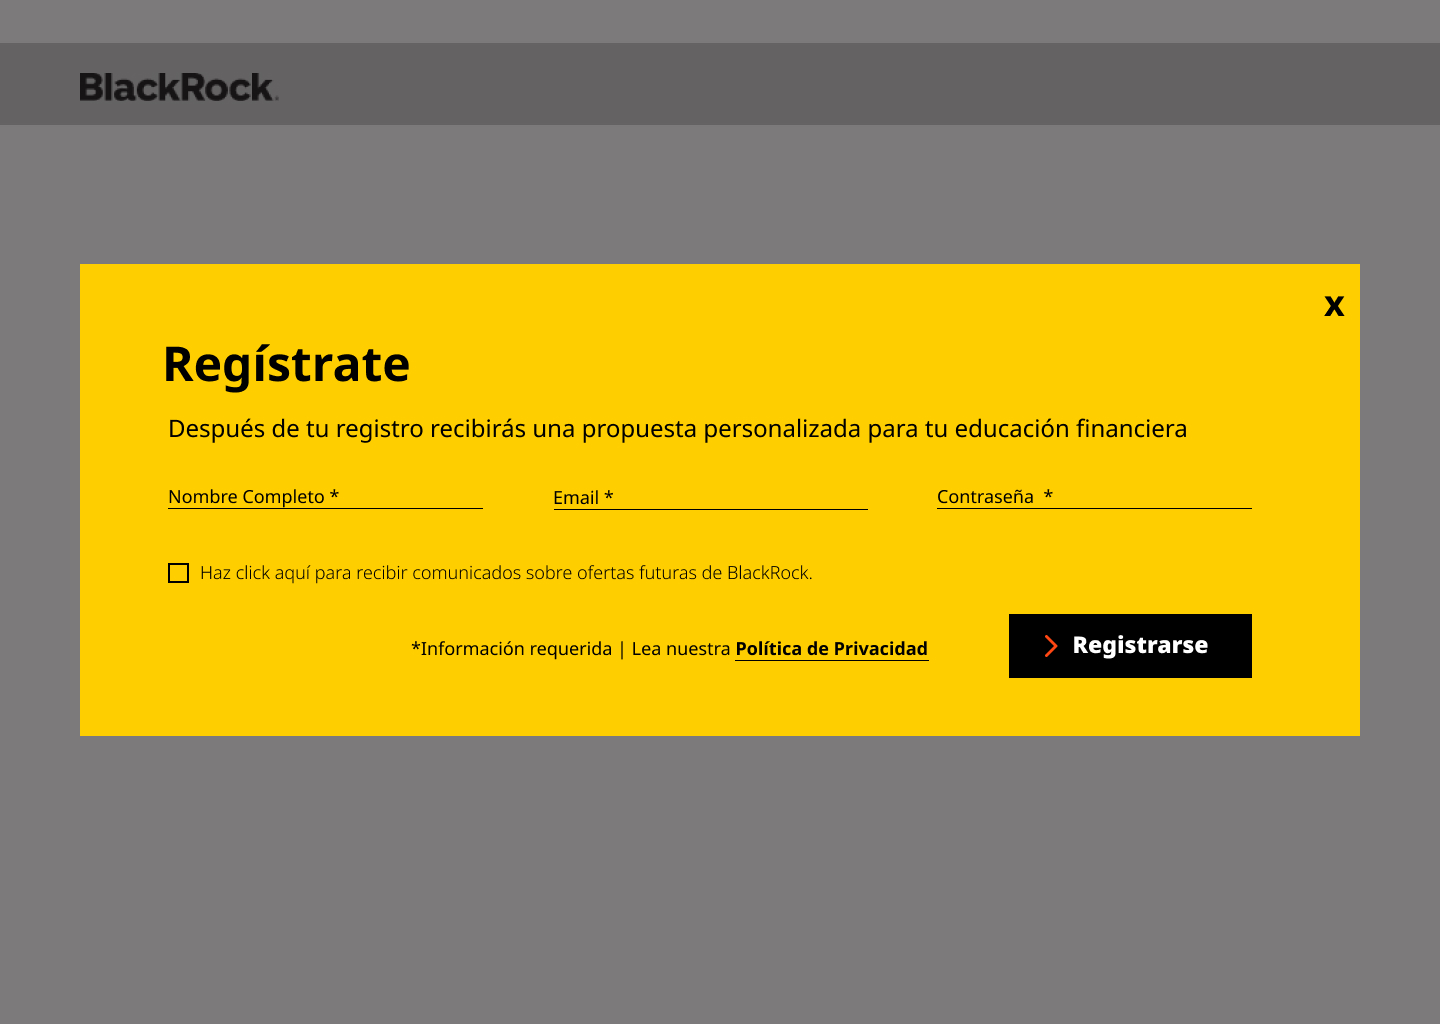 BlackRock.
x
Regístrate
Después de tu registro recibirás una propuesta personalizada para tu educación financiera
Nombre Completo * Email * Contraseña *
Haz click aquí para recibir comunicados sobre ofertas futuras de BlackRock.
*Información requerida | Lea nuestra Política de Privacidad
Registrarse